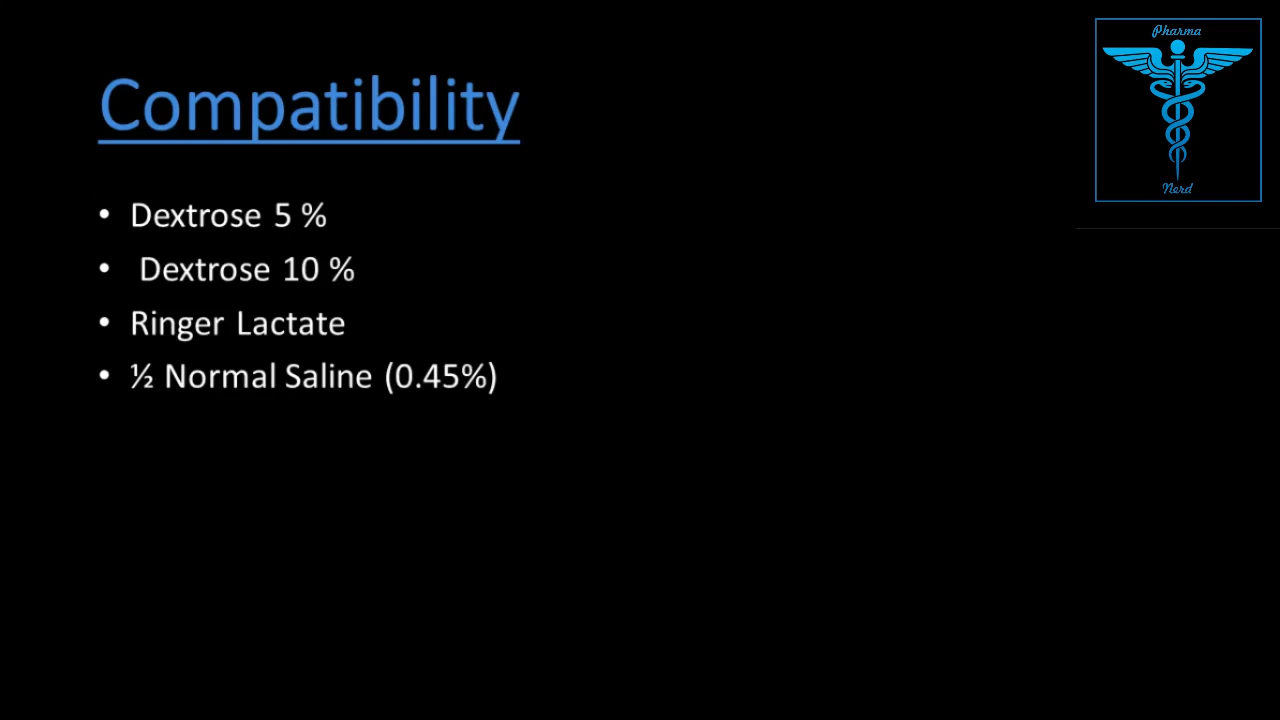 Pharma
Compatibility
• Dextrose 5 %
• Dextrose 10 %
• Ringer Lactate
• ½ Normal Saline (0.45%)
Nerd